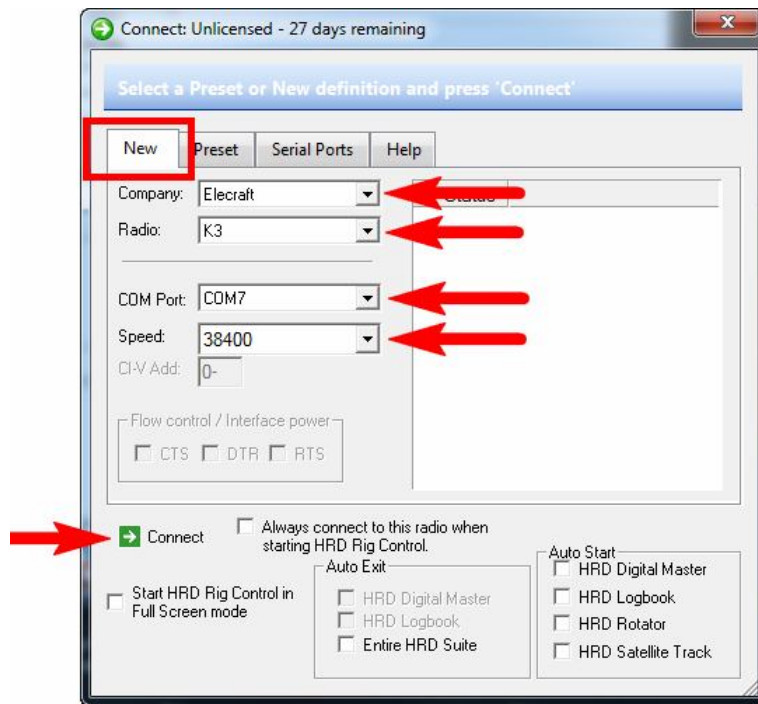 Connect: Unlicensed - 27 days remaining
Select a Preset or New definition and press 'Connect'
New Preset Serial Ports Help
Company: Elecraft
Status
Radio: K3
COM Port: COM7
Speed: 38400
CI-V Add: 0-
Flow control / Interface power
CTS DTR RTS
Connect
Always connect to this radio when
starting HRD Rig Control.
Start HRD Rig Control in
Full Screen mode
Auto Exit
HRD Digital Master
HRD Logbook
Entire HRD Suite
Auto Start
HRD Digital Master
HRD Logbook
HRD Rotator
HRD Satellite Track